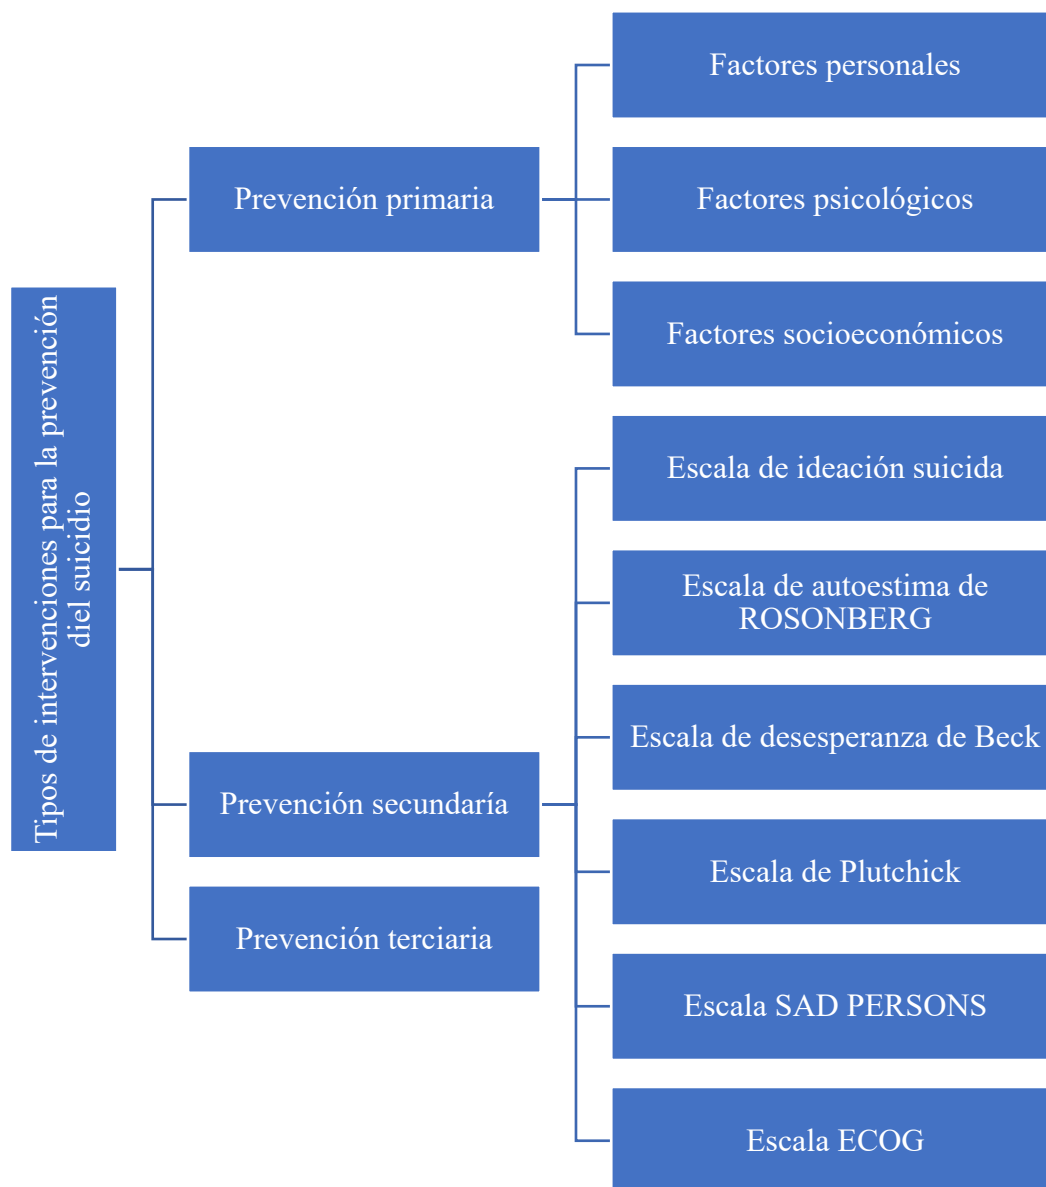 Tipos de intervenciones para la prevención
diel suicidio
Prevención primaria
Factores personales
Factores psicológicos
Factores socioeconómicos
Prevención secundaría
Escala de ideación suicida
Escala de autoestima de
ROSONBERG
Escala de desesperanza de Beck
Escala de Plutchick
Escala SAD PERSONS
Escala ECOG
Prevención terciaria